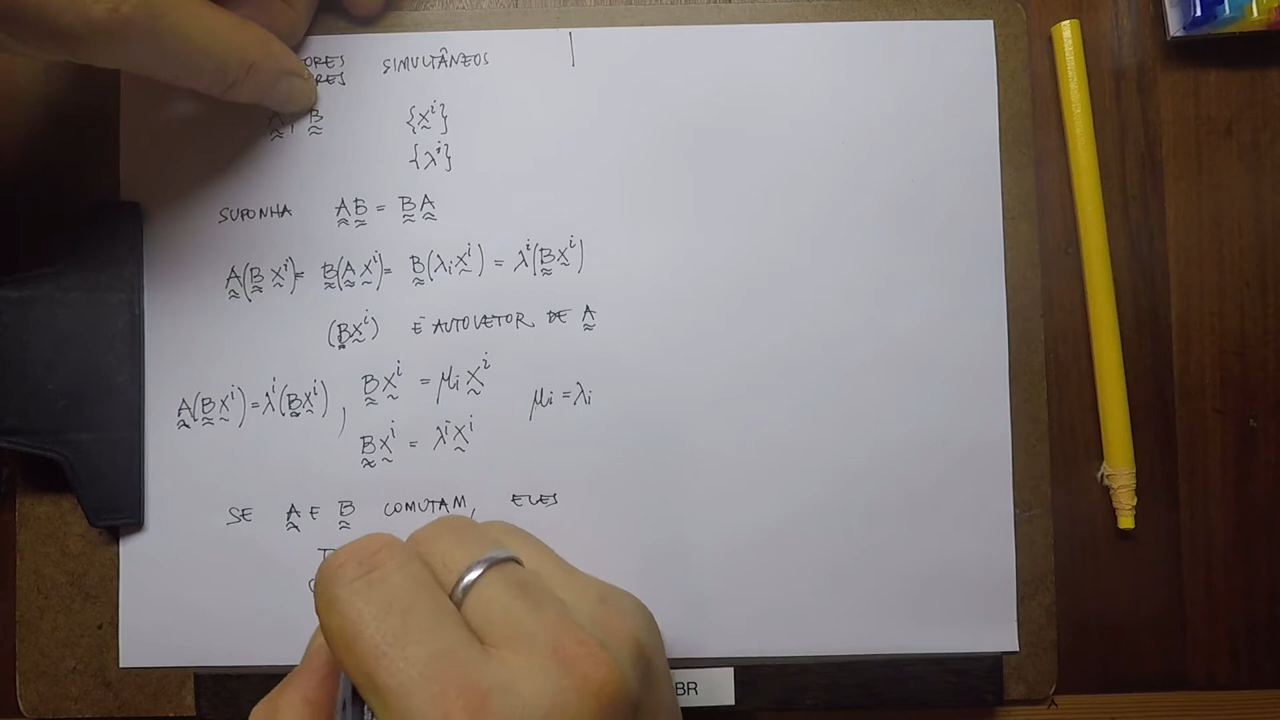 SIMULTÂNEOS
A, B {x^i}
{λ^i}
SUPONHA AB = BA
A(Bx^i) = B(Ax^i) = B(λ_i x^i) = λ^i(Bx^i)
(Bx^i) É AUTOVETOR DE A
A(Bx^i) = λ^i(Bx^i), Bx^i = μ_i x^i μ_i = λ_i
Bx^i = λ^i x^i
SE A E B COMUTAM, ELES
BR